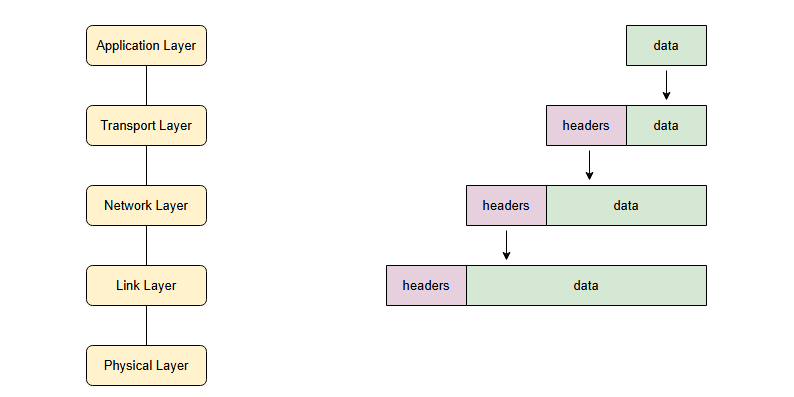 Application Layer
data
Transport Layer
headers
data
Network Layer
headers
data
Link Layer
headers
data
Physical Layer